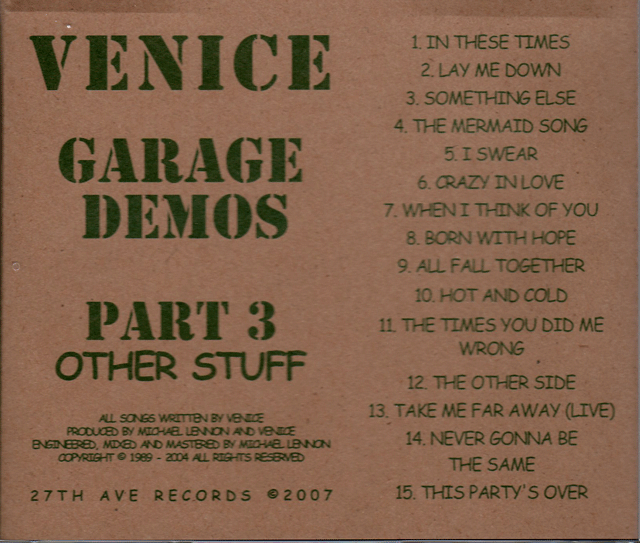 VENICE
GARAGE
DEMOS
PART 3
OTHER STUFF
ALL SONGS WRITTEN BY VENICE
PRODUCED BY MICHAEL LENNON AND VENICE
ENGINEERED, MIXED AND MASTERED BY MICHAEL LENNON
COPYRIGHT © 1989 - 2004 ALL RIGHTS RESERVED
27TH AVE RECORDS ©2007
1. IN THESE TIMES
2. LAY ME DOWN
3. SOMETHING ELSE
4. THE MERMAID SONG
5. I SWEAR
6. CRAZY IN LOVE
7. WHEN I THINK OF YOU
8. BORN WITH HOPE
9. ALL FALL TOGETHER
10. HOT AND COLD
11. THE TIMES YOU DID ME
WRONG
12. THE OTHER SIDE
13. TAKE ME FAR AWAY (LIVE)
14. NEVER GONNA BE
THE SAME
15. THIS PARTY'S OVER